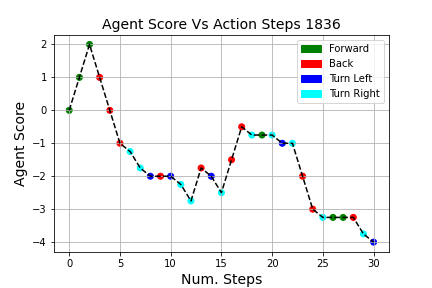 Agent Score Vs Action Steps 1836
Forward
Back
Turn Left
Turn Right
Agent Score
2
1
0
−1
−2
−3
−4
0 5 10 15 20 25 30
Num. Steps